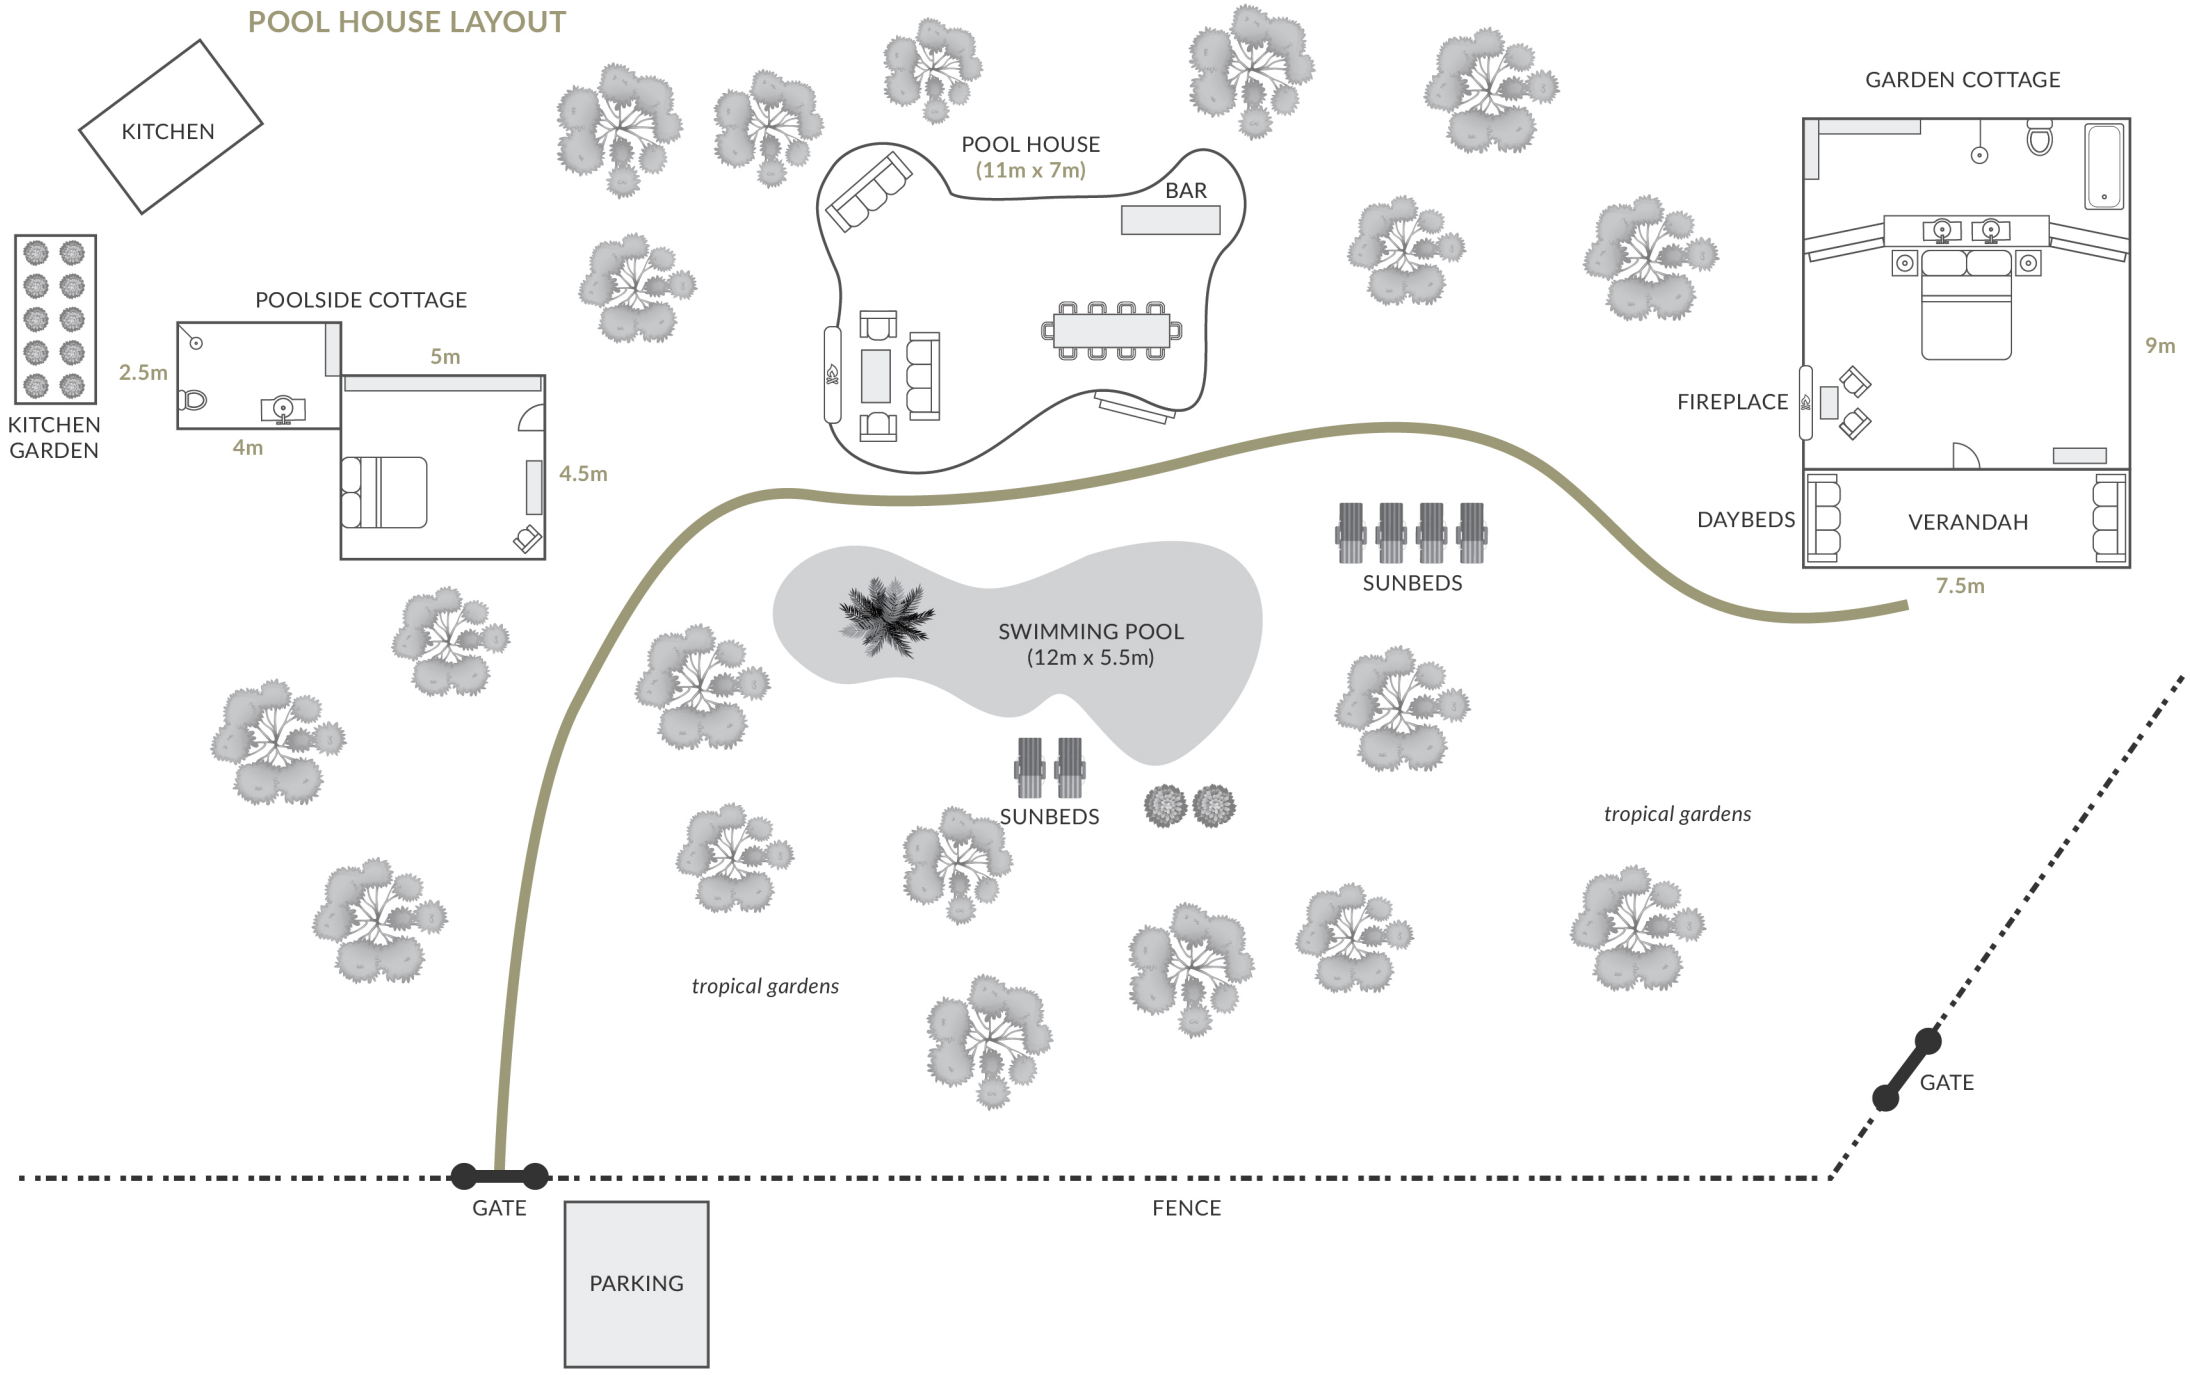 POOL HOUSE LAYOUT
KITCHEN
KITCHEN
GARDEN
POOLSIDE COTTAGE
2.5m
5m
4m
4.5m
POOL HOUSE
(11m x 7m)
BAR
GARDEN COTTAGE
9m
FIREPLACE
DAYBEDS
VERANDAH
7.5m
SUNBEDS
SWIMMING POOL
(12m x 5.5m)
SUNBEDS
tropical gardens
tropical gardens
GATE
GATE
FENCE
PARKING